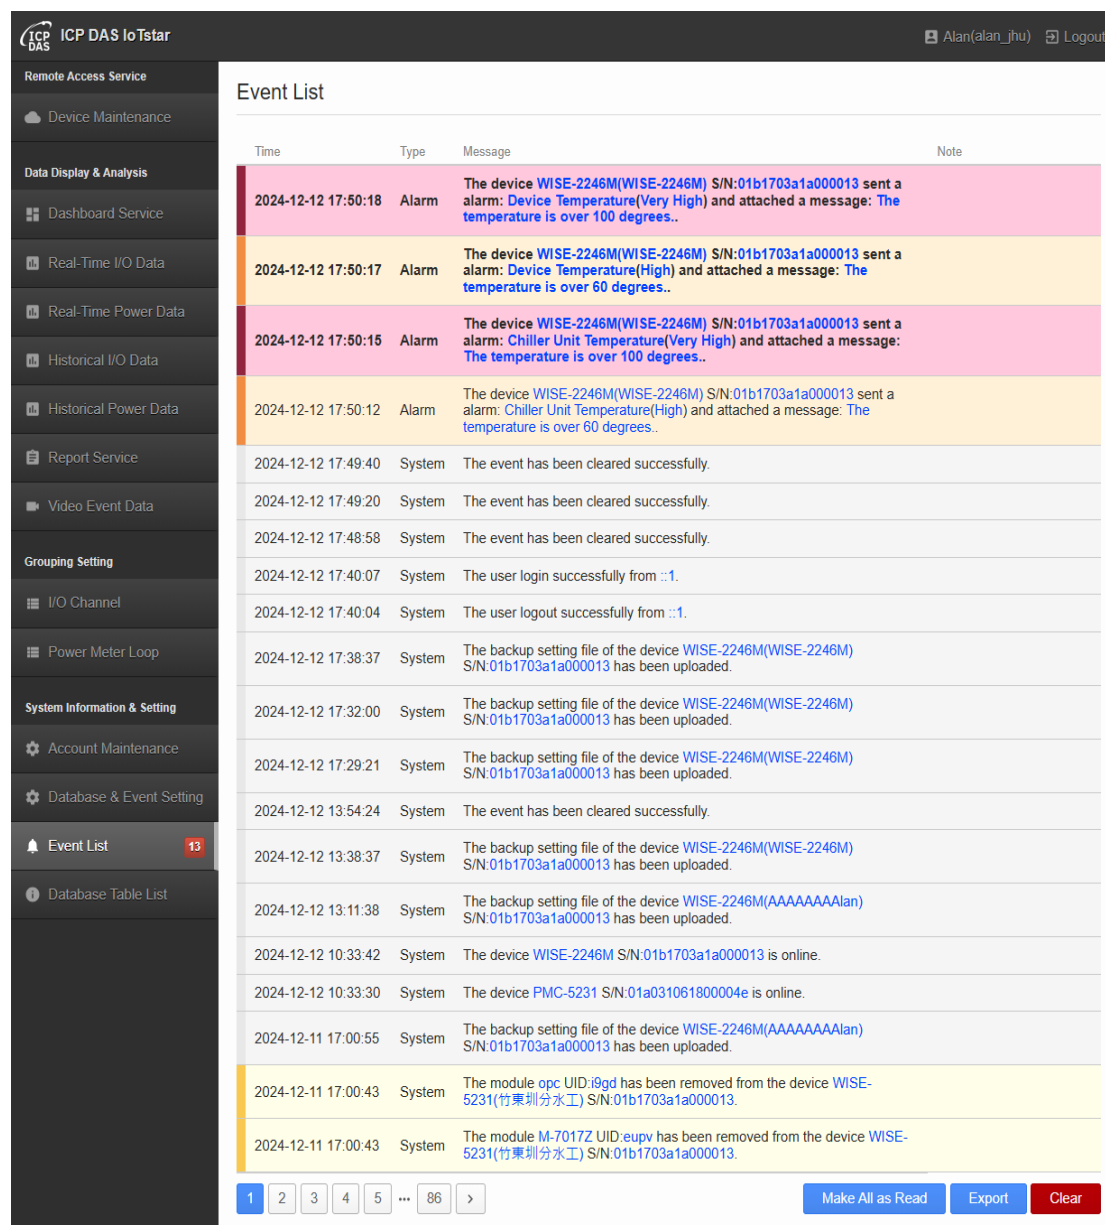 ICP DAS
ICP DAS IoTstar
Alan(alan_jhu) Logout
Remote Access Service
Device Maintenance
Data Display & Analysis
Dashboard Service
Real-Time I/O Data
Real-Time Power Data
Historical I/O Data
Historical Power Data
Report Service
Video Event Data
Grouping Setting
I/O Channel
Power Meter Loop
System Information & Setting
Account Maintenance
Database & Event Setting
Event List 13
Database Table List
Event List
Time Type Message Note
2024-12-12 17:50:18 Alarm The device WISE-2246M(WISE-2246M) S/N:01b1703a1a000013 sent a
alarm: Device Temperature(Very High) and attached a message: The
temperature is over 100 degrees..
2024-12-12 17:50:17 Alarm The device WISE-2246M(WISE-2246M) S/N:01b1703a1a000013 sent a
alarm: Device Temperature(High) and attached a message: The
temperature is over 60 degrees..
2024-12-12 17:50:15 Alarm The device WISE-2246M(WISE-2246M) S/N:01b1703a1a000013 sent a
alarm: Chiller Unit Temperature(Very High) and attached a message:
The temperature is over 100 degrees..
2024-12-12 17:50:12 Alarm The device WISE-2246M(WISE-2246M) S/N:01b1703a1a000013 sent a
alarm: Chiller Unit Temperature(High) and attached a message: The
temperature is over 60 degrees..
2024-12-12 17:49:40 System The event has been cleared successfully.
2024-12-12 17:49:20 System The event has been cleared successfully.
2024-12-12 17:48:58 System The event has been cleared successfully.
2024-12-12 17:40:07 System The user login successfully from ::1.
2024-12-12 17:40:04 System The user logout successfully from ::1.
2024-12-12 17:38:37 System The backup setting file of the device WISE-2246M(WISE-2246M)
S/N:01b1703a1a000013 has been uploaded.
2024-12-12 17:32:00 System The backup setting file of the device WISE-2246M(WISE-2246M)
S/N:01b1703a1a000013 has been uploaded.
2024-12-12 17:29:21 System The backup setting file of the device WISE-2246M(WISE-2246M)
S/N:01b1703a1a000013 has been uploaded.
2024-12-12 13:54:24 System The event has been cleared successfully.
2024-12-12 13:38:37 System The backup setting file of the device WISE-2246M(WISE-2246M)
S/N:01b1703a1a000013 has been uploaded.
2024-12-12 13:11:38 System The backup setting file of the device WISE-2246M(AAAAAAAAlan)
S/N:01b1703a1a000013 has been uploaded.
2024-12-12 10:33:42 System The device WISE-2246M S/N:01b1703a1a000013 is online.
2024-12-12 10:33:30 System The device PMC-5231 S/N:01a031061800004e is online.
2024-12-11 17:00:55 System The backup setting file of the device WISE-2246M(AAAAAAAAlan)
S/N:01b1703a1a000013 has been uploaded.
2024-12-11 17:00:43 System The module opc UID:i9gd has been removed from the device WISE-
5231(竹東圳分水工) S/N:01b1703a1a000013.
2024-12-11 17:00:43 System The module M-7017Z UID:eupv has been removed from the device WISE-
5231(竹東圳分水工) S/N:01b1703a1a000013.
1 2 3 4 5 ••• 86 › Make All as Read Export Clear